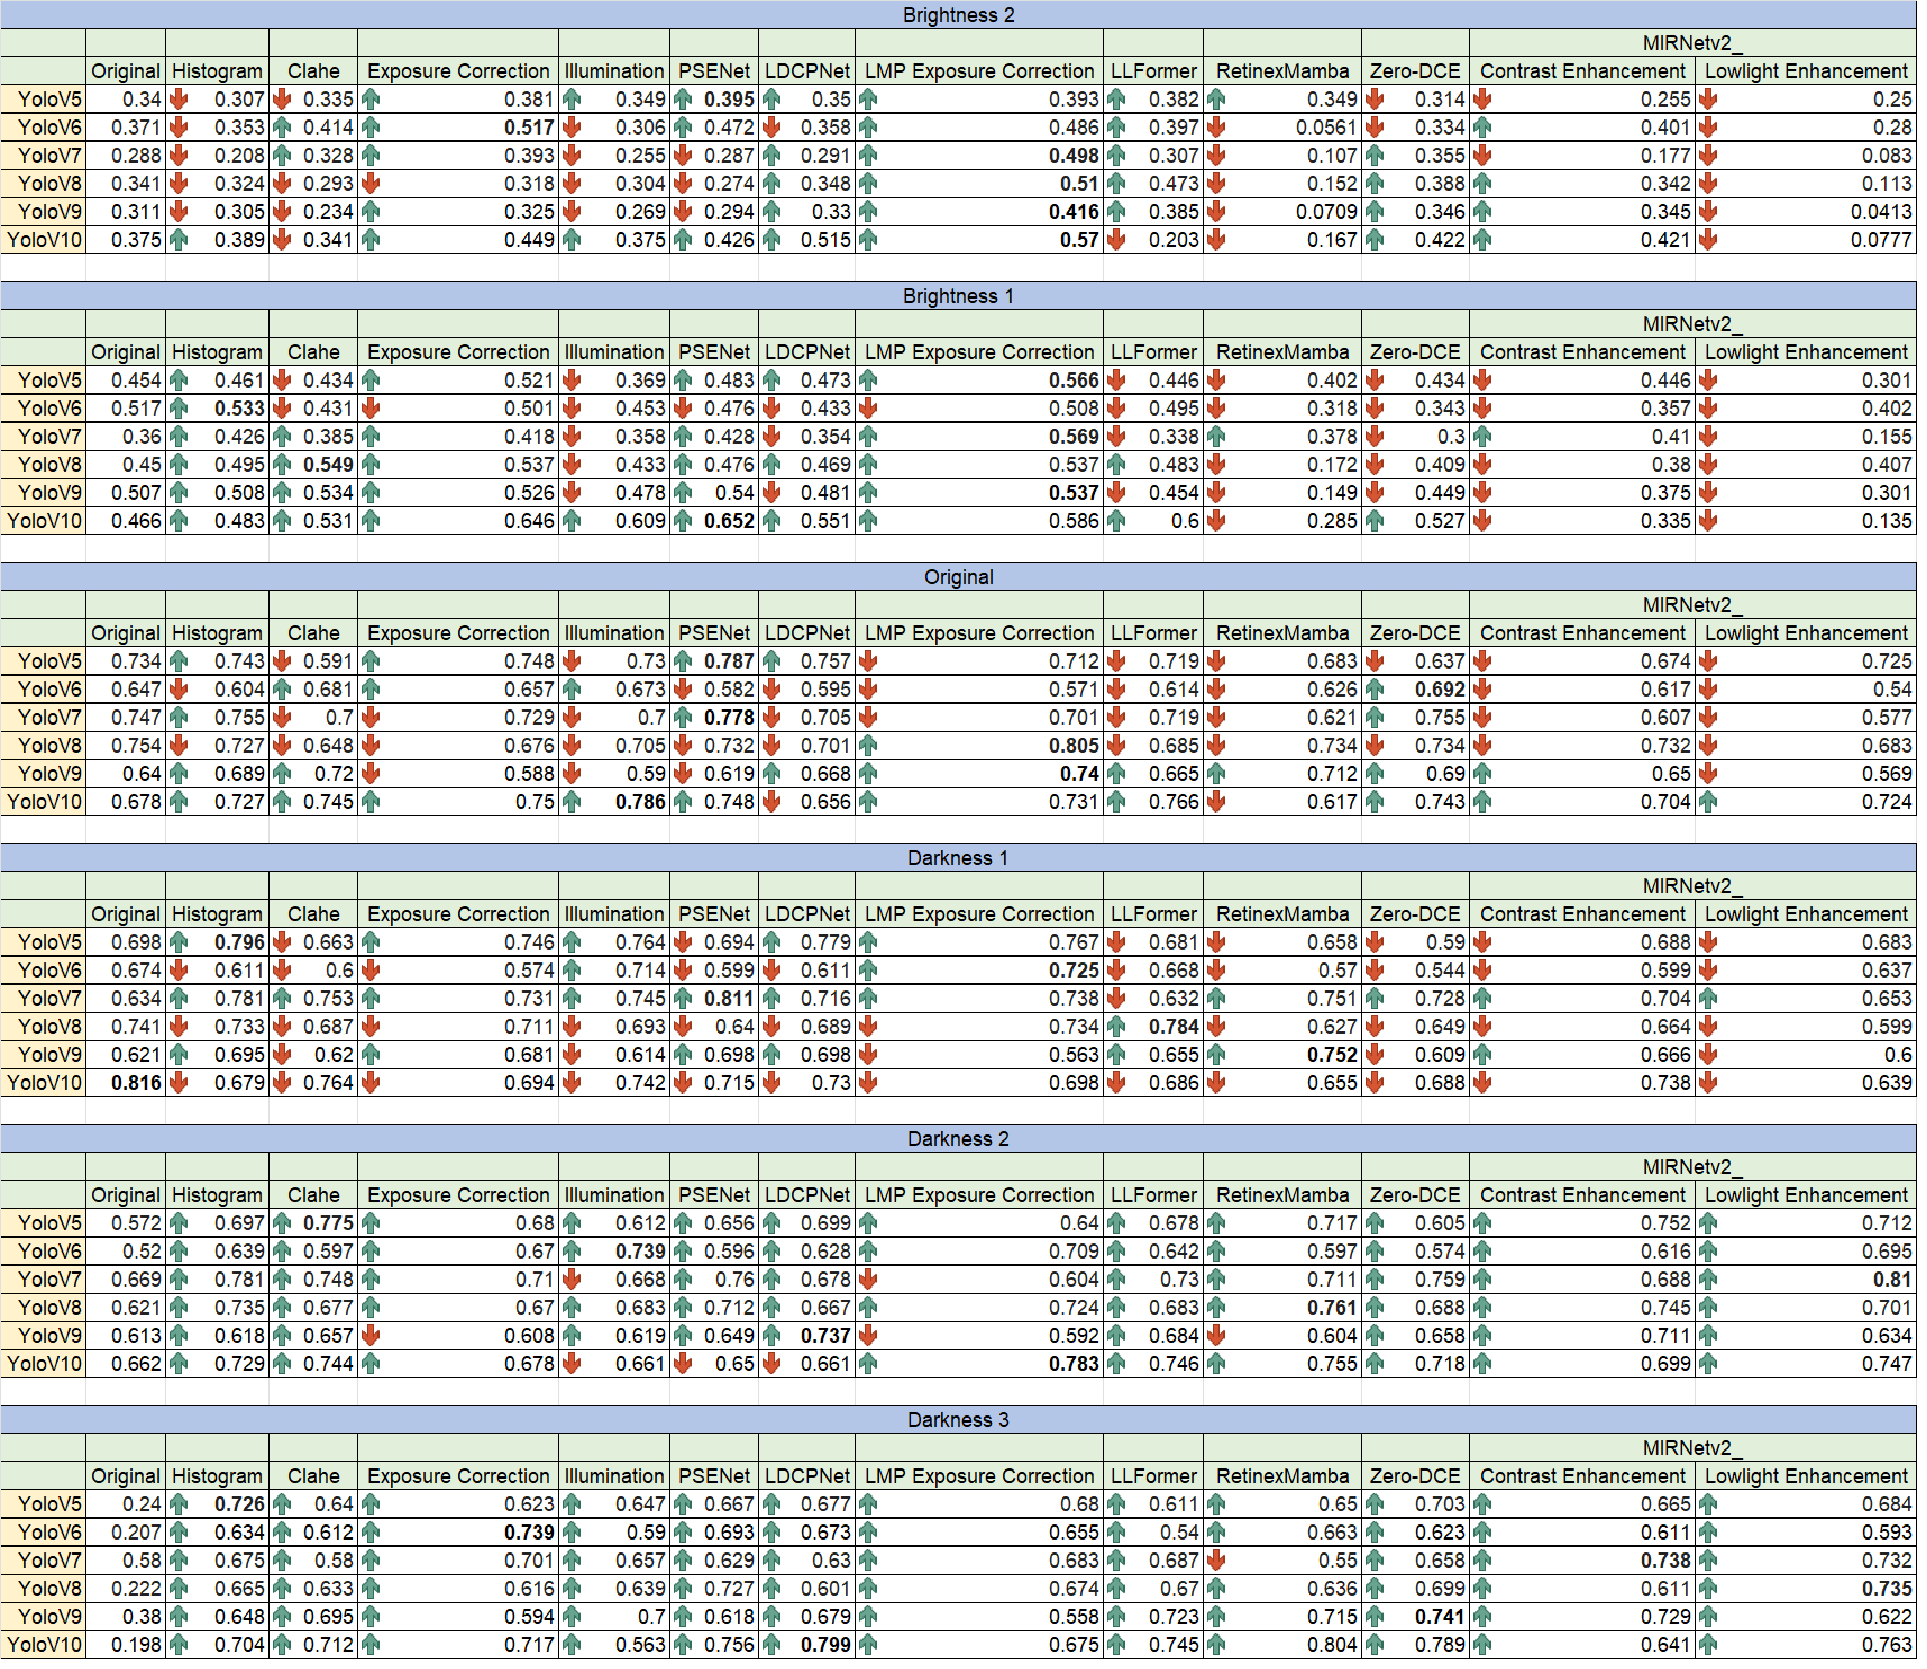 Brightness 2
MIRNetv2_
Original Histogram Clahe Exposure Correction Illumination PSENet LDCPNet LMP Exposure Correction LLFormer RetinexMamba Zero-DCE Contrast Enhancement Lowlight Enhancement
YoloV5 0.34 0.307 0.335 0.381 0.349 0.395 0.35 0.393 0.382 0.349 0.314 0.255 0.25
YoloV6 0.371 0.353 0.414 0.517 0.306 0.472 0.358 0.486 0.397 0.0561 0.334 0.401 0.28
YoloV7 0.288 0.208 0.328 0.393 0.255 0.287 0.291 0.498 0.307 0.107 0.355 0.177 0.083
YoloV8 0.341 0.324 0.293 0.318 0.304 0.274 0.348 0.51 0.473 0.152 0.388 0.342 0.113
YoloV9 0.311 0.305 0.234 0.325 0.269 0.294 0.33 0.416 0.385 0.0709 0.346 0.345 0.0413
YoloV10 0.375 0.389 0.341 0.449 0.375 0.426 0.515 0.57 0.203 0.167 0.422 0.421 0.0777
Brightness 1
MIRNetv2_
Original Histogram Clahe Exposure Correction Illumination PSENet LDCPNet LMP Exposure Correction LLFormer RetinexMamba Zero-DCE Contrast Enhancement Lowlight Enhancement
YoloV5 0.454 0.461 0.434 0.521 0.369 0.483 0.473 0.566 0.446 0.402 0.434 0.446 0.301
YoloV6 0.517 0.533 0.431 0.501 0.453 0.476 0.433 0.508 0.495 0.318 0.343 0.357 0.402
YoloV7 0.36 0.426 0.385 0.418 0.358 0.428 0.354 0.569 0.338 0.378 0.3 0.41 0.155
YoloV8 0.45 0.495 0.549 0.537 0.433 0.476 0.469 0.537 0.483 0.172 0.409 0.38 0.407
YoloV9 0.507 0.508 0.534 0.526 0.478 0.54 0.481 0.537 0.454 0.149 0.449 0.375 0.301
YoloV10 0.466 0.483 0.531 0.646 0.609 0.652 0.551 0.586 0.6 0.285 0.527 0.335 0.135
Original
MIRNetv2_
Original Histogram Clahe Exposure Correction Illumination PSENet LDCPNet LMP Exposure Correction LLFormer RetinexMamba Zero-DCE Contrast Enhancement Lowlight Enhancement
YoloV5 0.734 0.743 0.591 0.748 0.73 0.787 0.757 0.712 0.719 0.683 0.637 0.674 0.725
YoloV6 0.647 0.604 0.681 0.657 0.673 0.582 0.595 0.571 0.614 0.626 0.692 0.617 0.54
YoloV7 0.747 0.755 0.7 0.729 0.7 0.778 0.705 0.701 0.719 0.621 0.755 0.607 0.577
YoloV8 0.754 0.727 0.648 0.676 0.705 0.732 0.701 0.805 0.685 0.734 0.734 0.732 0.683
YoloV9 0.64 0.689 0.72 0.588 0.59 0.619 0.668 0.74 0.665 0.712 0.69 0.65 0.569
YoloV10 0.678 0.727 0.745 0.75 0.786 0.748 0.656 0.731 0.766 0.617 0.743 0.704 0.724
Darkness 1
MIRNetv2_
Original Histogram Clahe Exposure Correction Illumination PSENet LDCPNet LMP Exposure Correction LLFormer RetinexMamba Zero-DCE Contrast Enhancement Lowlight Enhancement
YoloV5 0.698 0.796 0.663 0.746 0.764 0.694 0.779 0.767 0.681 0.658 0.59 0.688 0.683
YoloV6 0.674 0.611 0.6 0.574 0.714 0.599 0.611 0.725 0.668 0.57 0.544 0.599 0.637
YoloV7 0.634 0.781 0.753 0.731 0.745 0.811 0.716 0.738 0.632 0.751 0.728 0.704 0.653
YoloV8 0.741 0.733 0.687 0.711 0.693 0.64 0.689 0.734 0.784 0.627 0.649 0.664 0.599
YoloV9 0.621 0.695 0.62 0.681 0.614 0.698 0.698 0.563 0.655 0.752 0.609 0.666 0.6
YoloV10 0.816 0.679 0.764 0.694 0.742 0.715 0.73 0.698 0.686 0.655 0.688 0.738 0.639
Darkness 2
MIRNetv2_
Original Histogram Clahe Exposure Correction Illumination PSENet LDCPNet LMP Exposure Correction LLFormer RetinexMamba Zero-DCE Contrast Enhancement Lowlight Enhancement
YoloV5 0.572 0.697 0.775 0.68 0.612 0.656 0.699 0.64 0.678 0.717 0.605 0.752 0.712
YoloV6 0.52 0.639 0.597 0.67 0.739 0.596 0.628 0.709 0.642 0.597 0.574 0.616 0.695
YoloV7 0.669 0.781 0.748 0.71 0.668 0.76 0.678 0.604 0.73 0.711 0.759 0.688 0.81
YoloV8 0.621 0.735 0.677 0.67 0.683 0.712 0.667 0.724 0.683 0.761 0.688 0.745 0.701
YoloV9 0.613 0.618 0.657 0.608 0.619 0.649 0.737 0.592 0.684 0.604 0.658 0.711 0.634
YoloV10 0.662 0.729 0.744 0.678 0.661 0.65 0.661 0.783 0.746 0.755 0.718 0.699 0.747
Darkness 3
MIRNetv2_
Original Histogram Clahe Exposure Correction Illumination PSENet LDCPNet LMP Exposure Correction LLFormer RetinexMamba Zero-DCE Contrast Enhancement Lowlight Enhancement
YoloV5 0.24 0.726 0.64 0.623 0.647 0.667 0.677 0.68 0.611 0.65 0.703 0.665 0.684
YoloV6 0.207 0.634 0.612 0.739 0.59 0.693 0.673 0.655 0.54 0.663 0.623 0.611 0.593
YoloV7 0.58 0.675 0.58 0.701 0.657 0.629 0.63 0.683 0.687 0.55 0.658 0.738 0.732
YoloV8 0.222 0.665 0.633 0.616 0.639 0.727 0.601 0.674 0.67 0.636 0.699 0.611 0.735
YoloV9 0.38 0.648 0.695 0.594 0.7 0.618 0.679 0.558 0.723 0.715 0.741 0.729 0.622
YoloV10 0.198 0.704 0.712 0.717 0.563 0.756 0.799 0.675 0.745 0.804 0.789 0.641 0.763